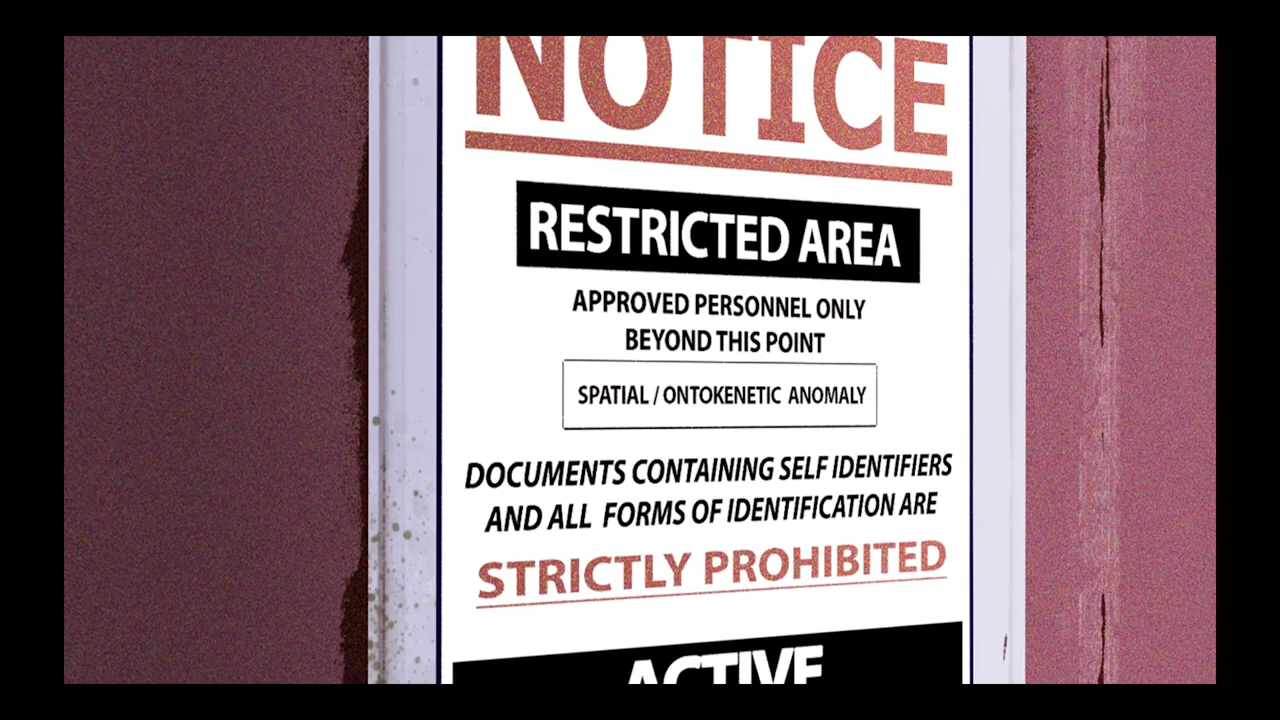 NOTICE
RESTRICTED AREA
APPROVED PERSONNEL ONLY
BEYOND THIS POINT
SPATIAL / ONTOKENETIC ANOMALY
DOCUMENTS CONTAINING SELF IDENTIFIERS
AND ALL FORMS OF IDENTIFICATION ARE
STRICTLY PROHIBITED
ACTIVE